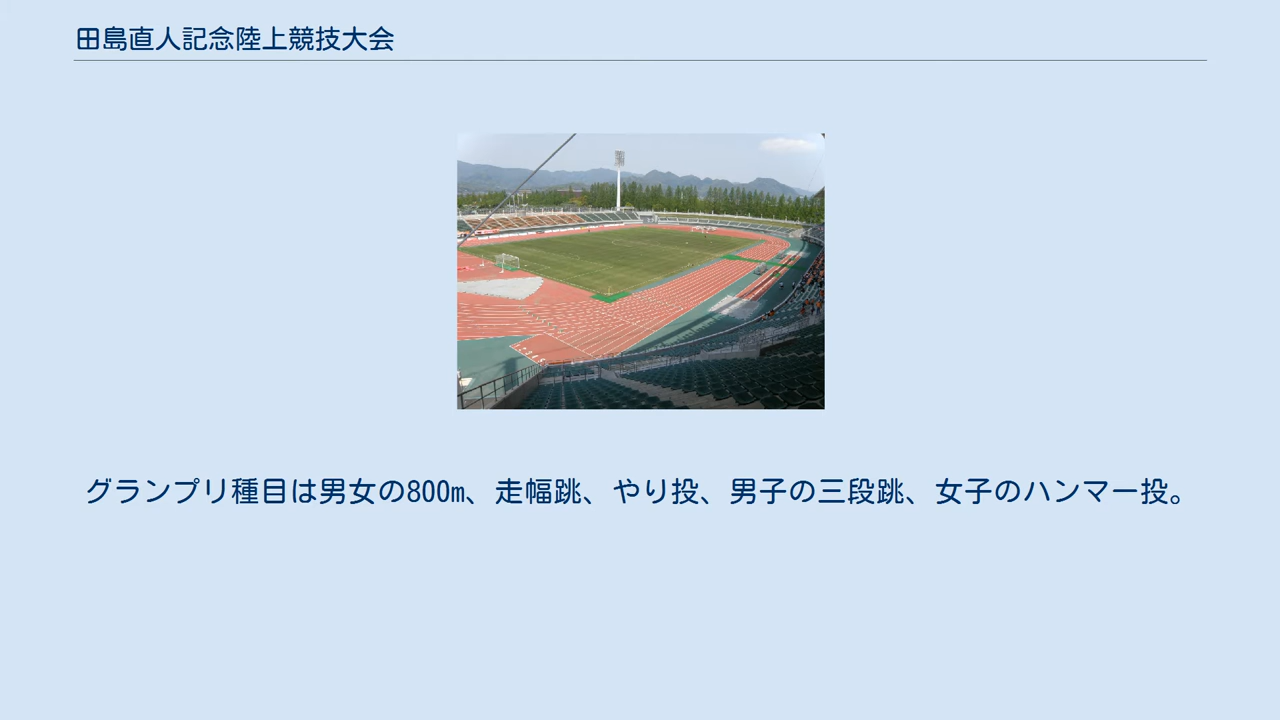 田島直人記念陸上競技大会
グランプリ種目は男女の800m、走幅跳、やり投、男子の三段跳、女子のハンマー投。